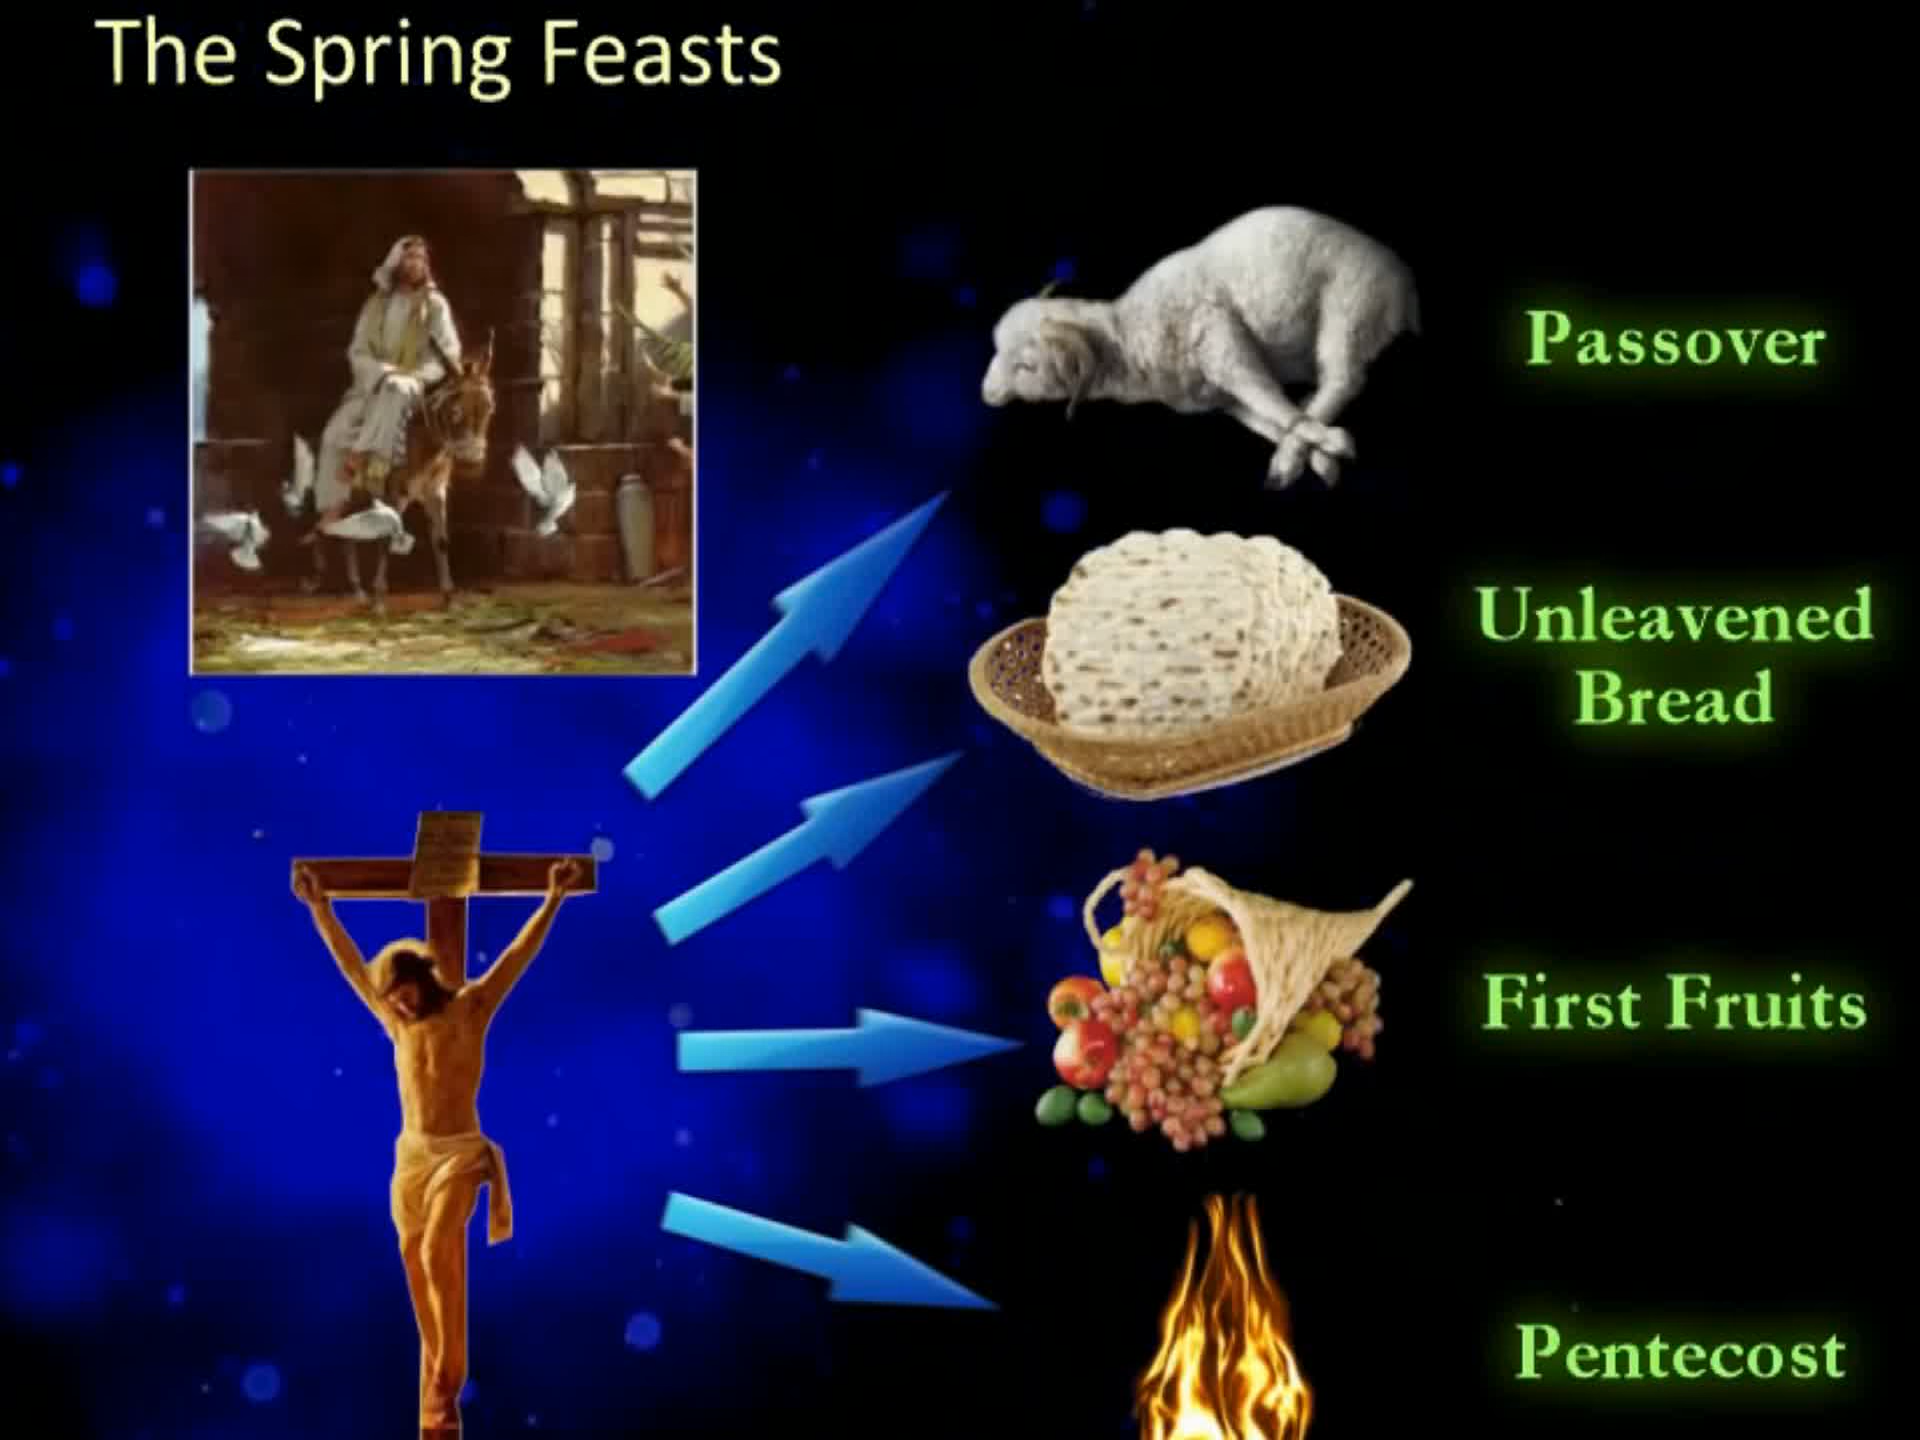 The Spring Feasts
Passover
Unleavened
Bread
First Fruits
Pentecost